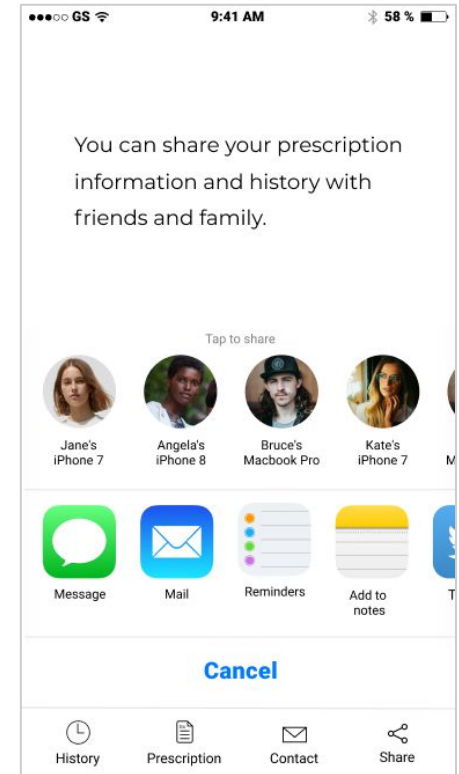 GS 9:41 AM 58 %
You can share your prescription
information and history with
friends and family.
Tap to share
Jane's Angela's Bruce's Kate's
iPhone 7 iPhone 8 Macbook Pro iPhone 7 M
Message Mail Reminders Add to T
notes
Cancel
History Prescription Contact Share